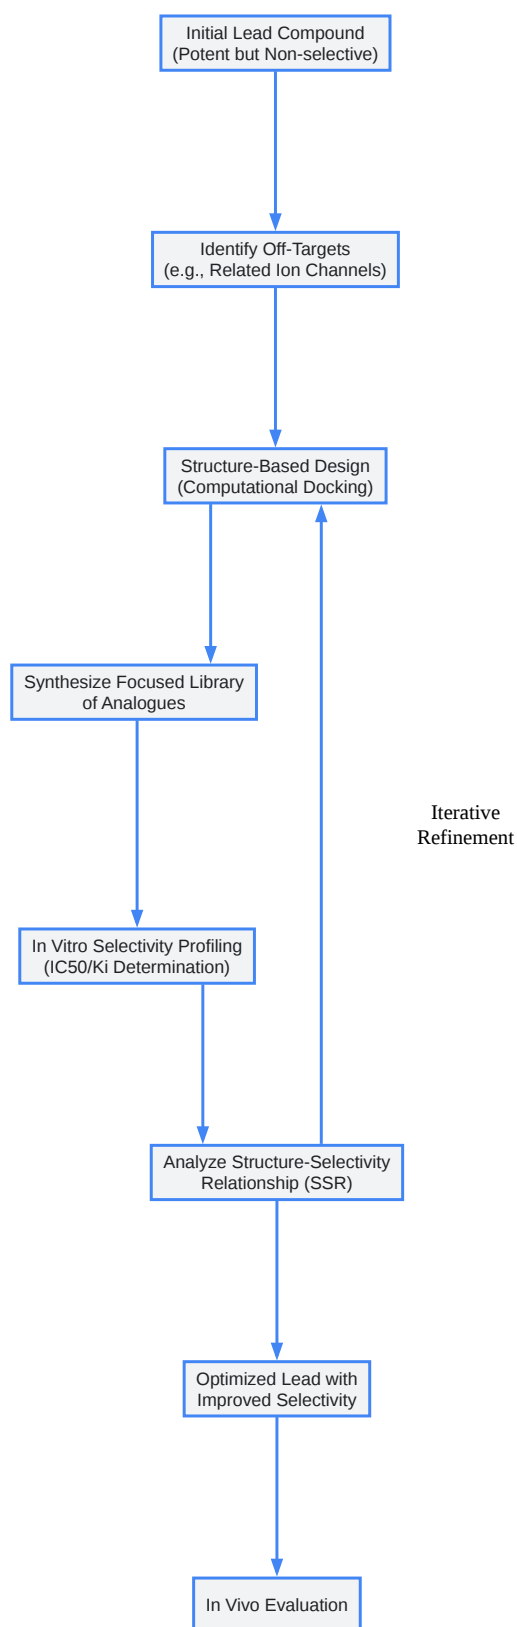 Initial Lead Compound
(Potent but Non-selective)
Identify Off-Targets
(e.g., Related Ion Channels)
Structure-Based Design
(Computational Docking)
Synthesize Focused Library
of Analogues
Iterative
Refinement
In Vitro Selectivity Profiling
(IC50/Ki Determination)
Analyze Structure-Selectivity
Relationship (SSR)
Optimized Lead with
Improved Selectivity
In Vivo Evaluation